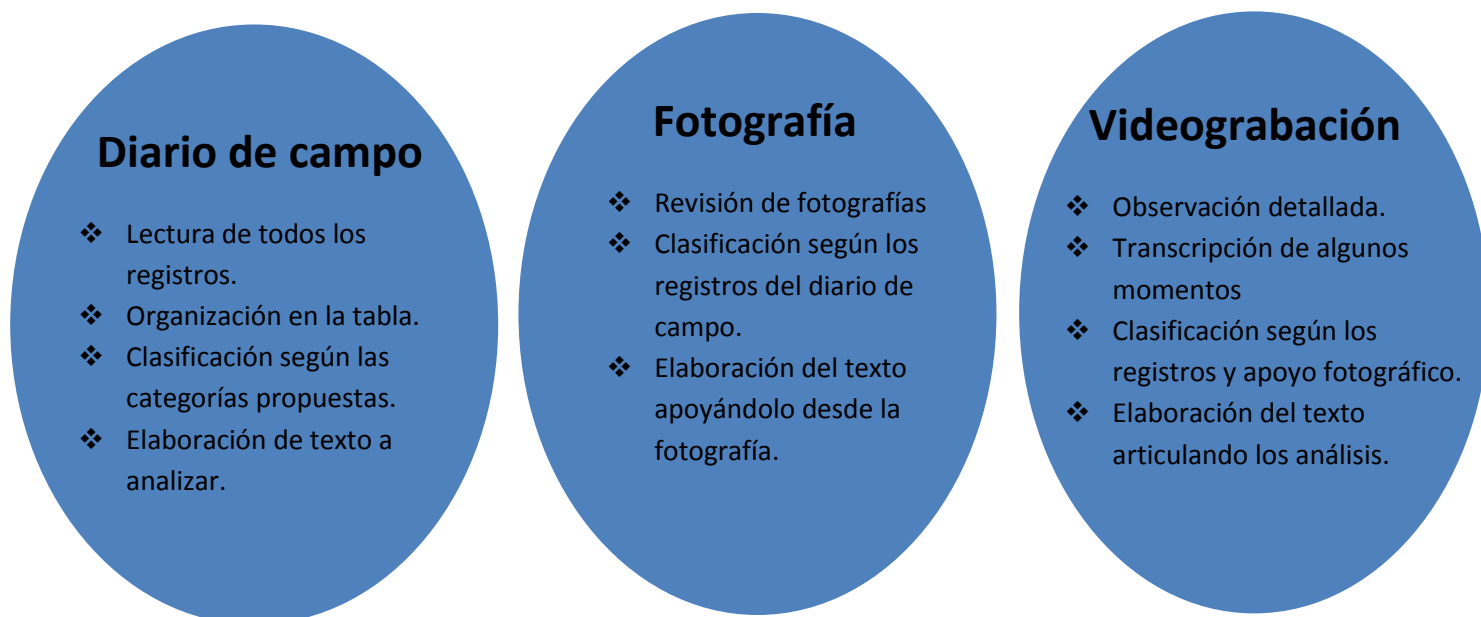 Diario de campo
❖ Lectura de todos los
registros.
❖ Organización en la tabla.
❖ Clasificación según las
categorías propuestas.
❖ Elaboración de texto a
analizar.
Fotografía
❖ Revisión de fotografías
❖ Clasificación según los
registros del diario de
campo.
❖ Elaboración del texto
apoyándolo desde la
fotografía.
Videograbación
❖ Observación detallada.
❖ Transcripción de algunos
momentos
❖ Clasificación según los
registros y apoyo fotográfico.
❖ Elaboración del texto
articulando los análisis.